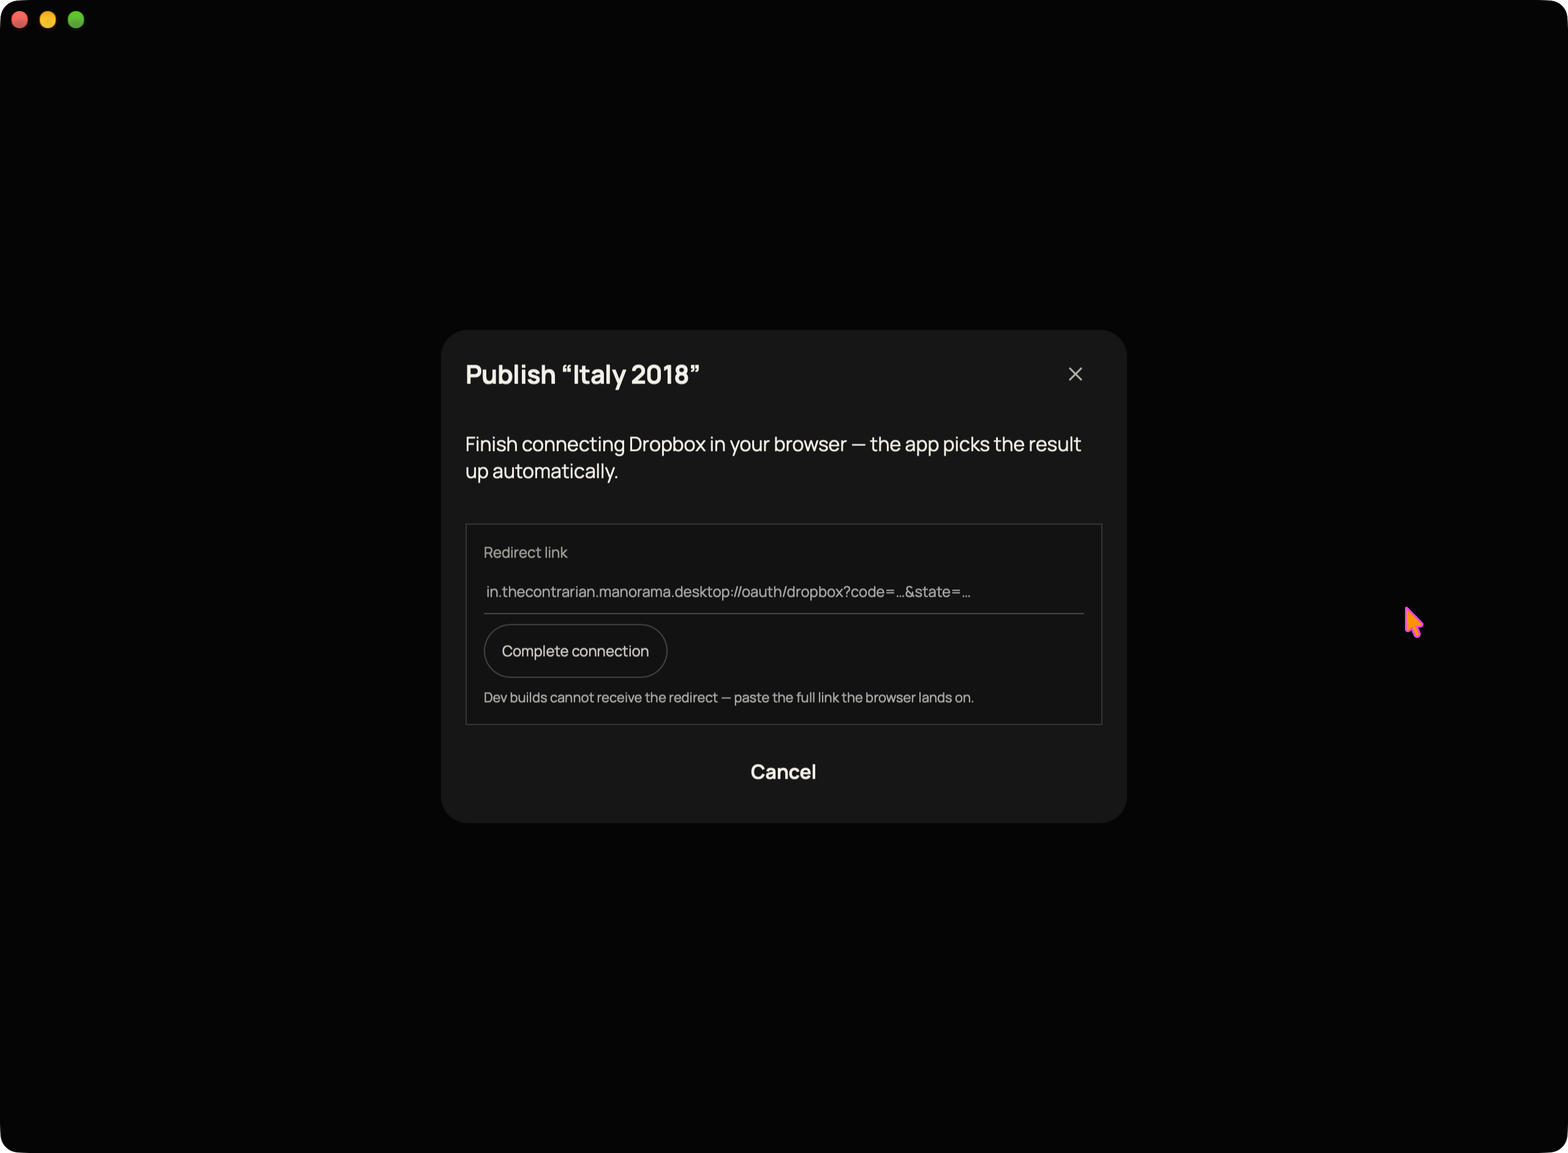 Publish “Italy 2018”
Finish connecting Dropbox in your browser — the app picks the result
up automatically.
Redirect link
in.thecontrarian.manorama.desktop://oauth/dropbox?code=…&state=…
Complete connection
Dev builds cannot receive the redirect — paste the full link the browser lands on.
Cancel